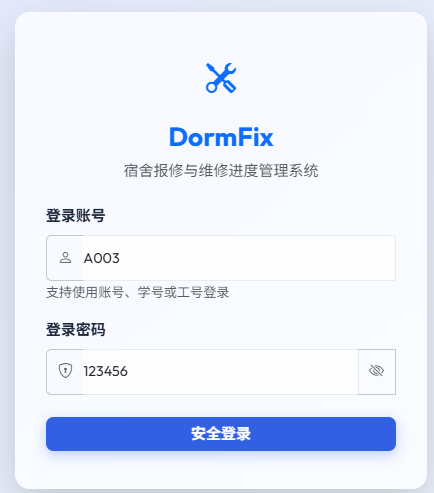 DormFix
宿舍报修与维修进度管理系统
登录账号
A003
支持使用账号、学号或工号登录
登录密码
123456
安全登录